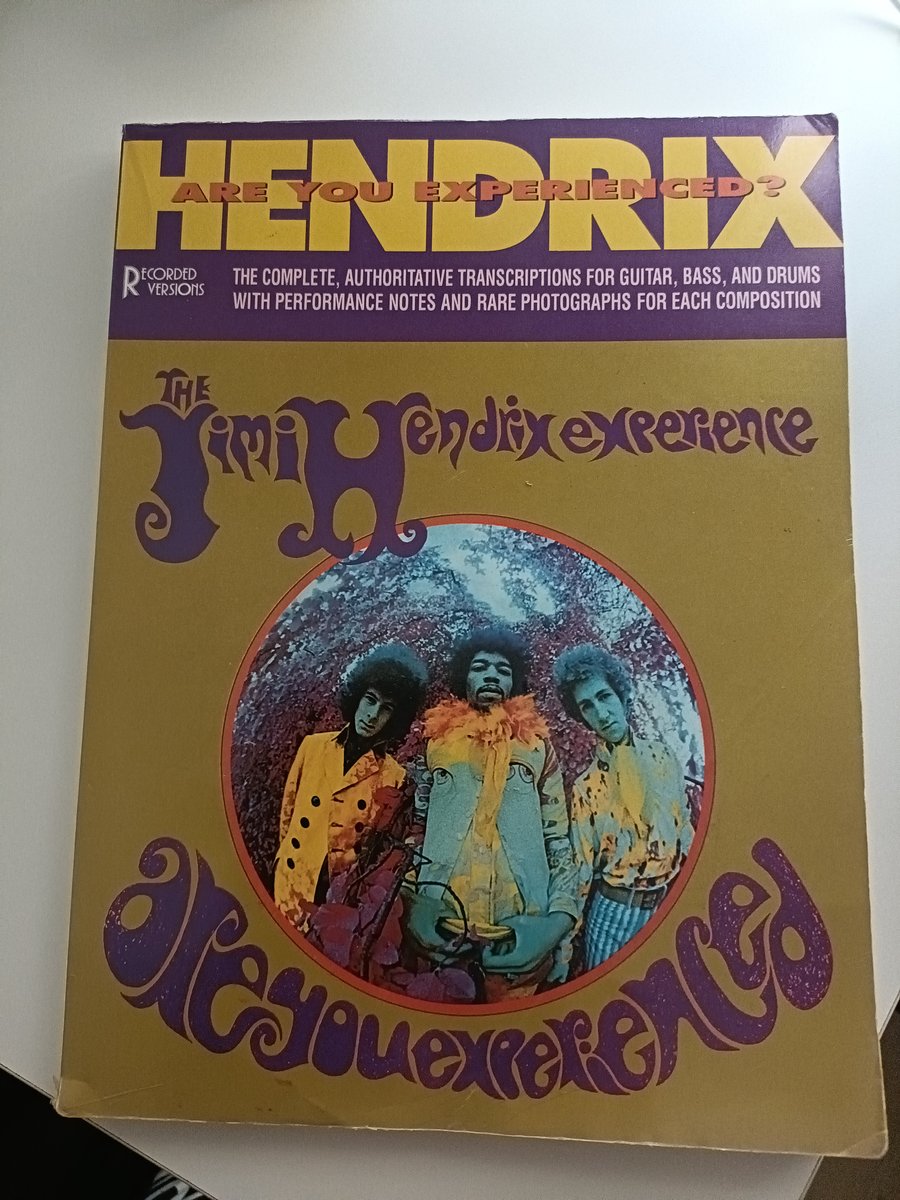 HENDRIX
ARE YOU EXPERIENCED?
RECORDED VERSIONS
THE COMPLETE, AUTHORITATIVE TRANSCRIPTIONS FOR GUITAR, BASS, AND DRUMS
WITH PERFORMANCE NOTES AND RARE PHOTOGRAPHS FOR EACH COMPOSITION
THE
Jimi Hendrix experience
are you experienced